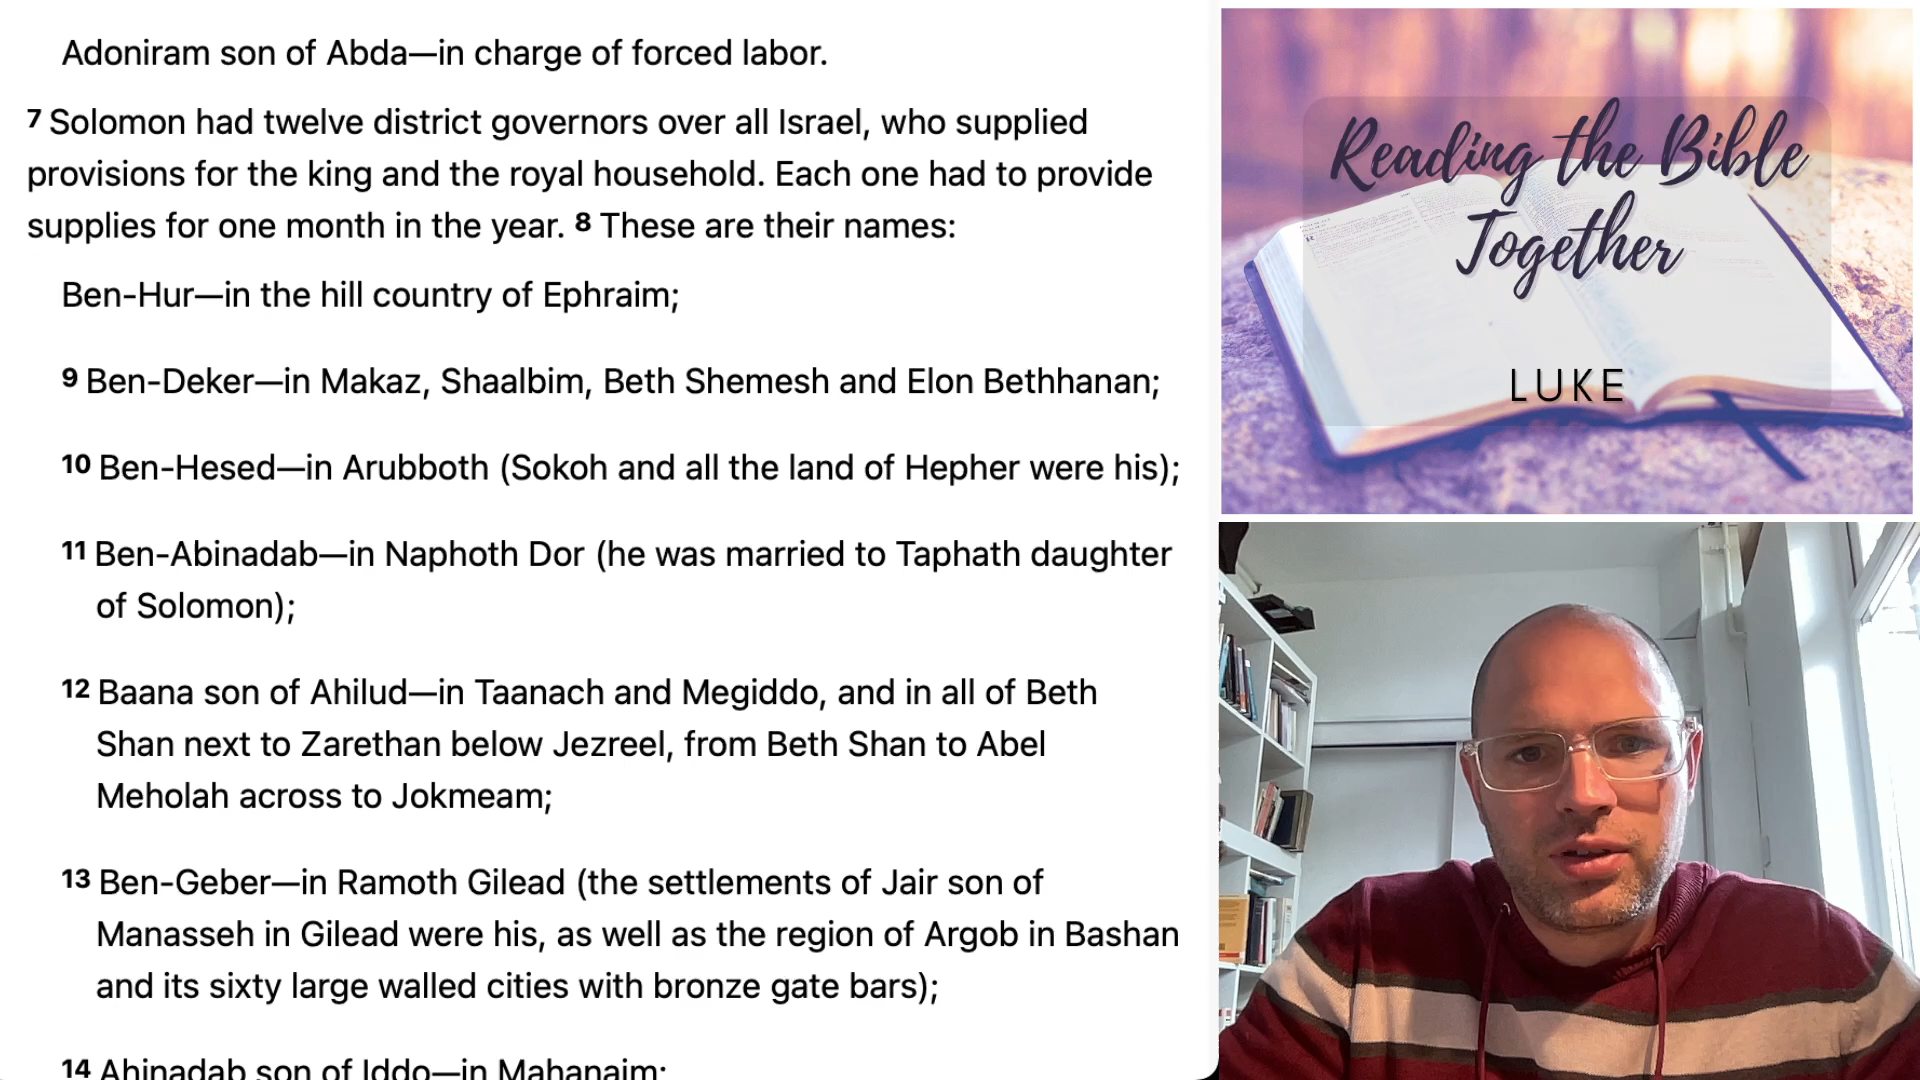 Adoniram son of Abda—in charge of forced labor.
7 Solomon had twelve district governors over all Israel, who supplied
provisions for the king and the royal household. Each one had to provide
supplies for one month in the year. 8 These are their names:
Ben-Hur—in the hill country of Ephraim;
9 Ben-Deker—in Makaz, Shaalbim, Beth Shemesh and Elon Bethhanan;
10 Ben-Hesed—in Arubboth (Sokoh and all the land of Hepher were his);
11 Ben-Abinadab—in Naphoth Dor (he was married to Taphath daughter
of Solomon);
12 Baana son of Ahilud—in Taanach and Megiddo, and in all of Beth
Shan next to Zarethan below Jezreel, from Beth Shan to Abel
Meholah across to Jokmeam;
13 Ben-Geber—in Ramoth Gilead (the settlements of Jair son of
Manasseh in Gilead were his, as well as the region of Argob in Bashan
and its sixty large walled cities with bronze gate bars);
14 Ahinadab son of Iddo—in Mahanaim;
Reading the Bible
Together
LUKE